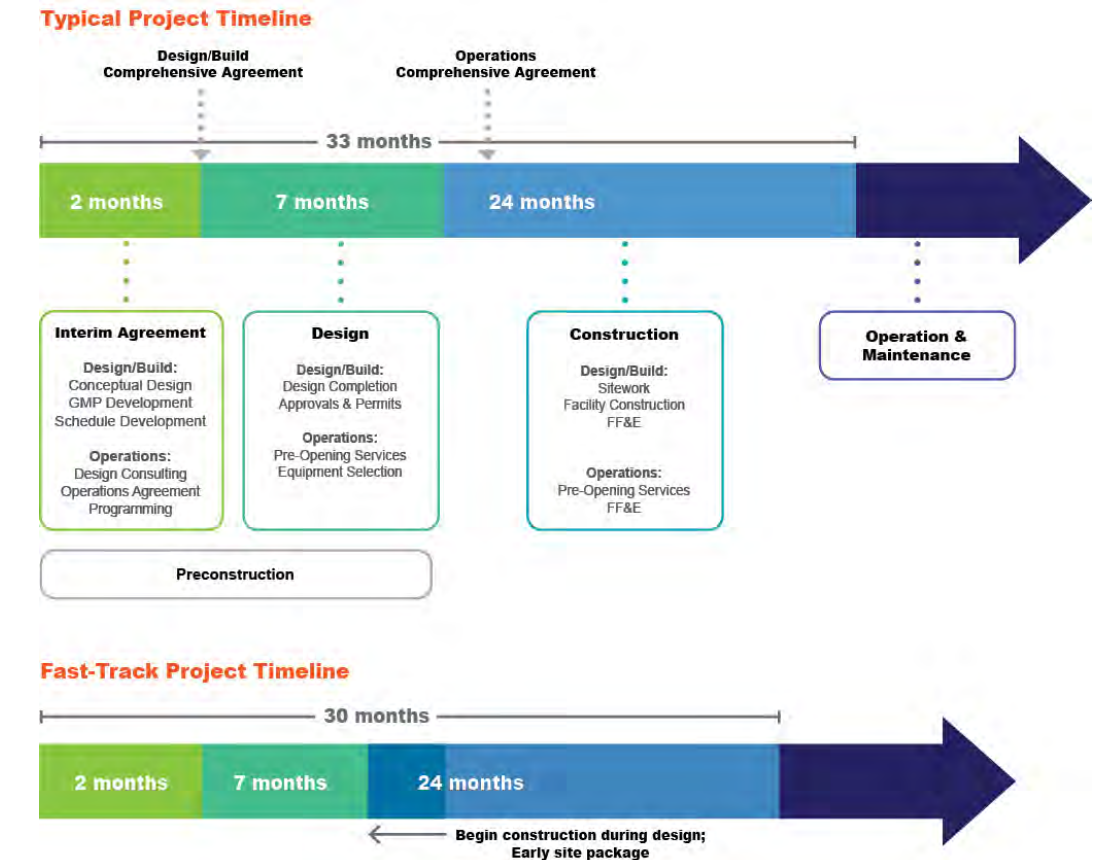 Typical Project Timeline
Design/Build
Comprehensive Agreement
Operations
Comprehensive Agreement
33 months
2 months
7 months
24 months
Interim Agreement
Design/Build:
Conceptual Design
GMP Development
Schedule Development
Operations:
Design Consulting
Operations Agreement
Programming
Design
Design/Build:
Design Completion
Approvals & Permits
Operations:
Pre-Opening Services
Equipment Selection
Construction
Design/Build:
Sitework
Facility Construction
FF&E
Operations:
Pre-Opening Services
FF&E
Operation &
Maintenance
Preconstruction
Fast-Track Project Timeline
30 months
2 months
7 months
24 months
Begin construction during design;
Early site package